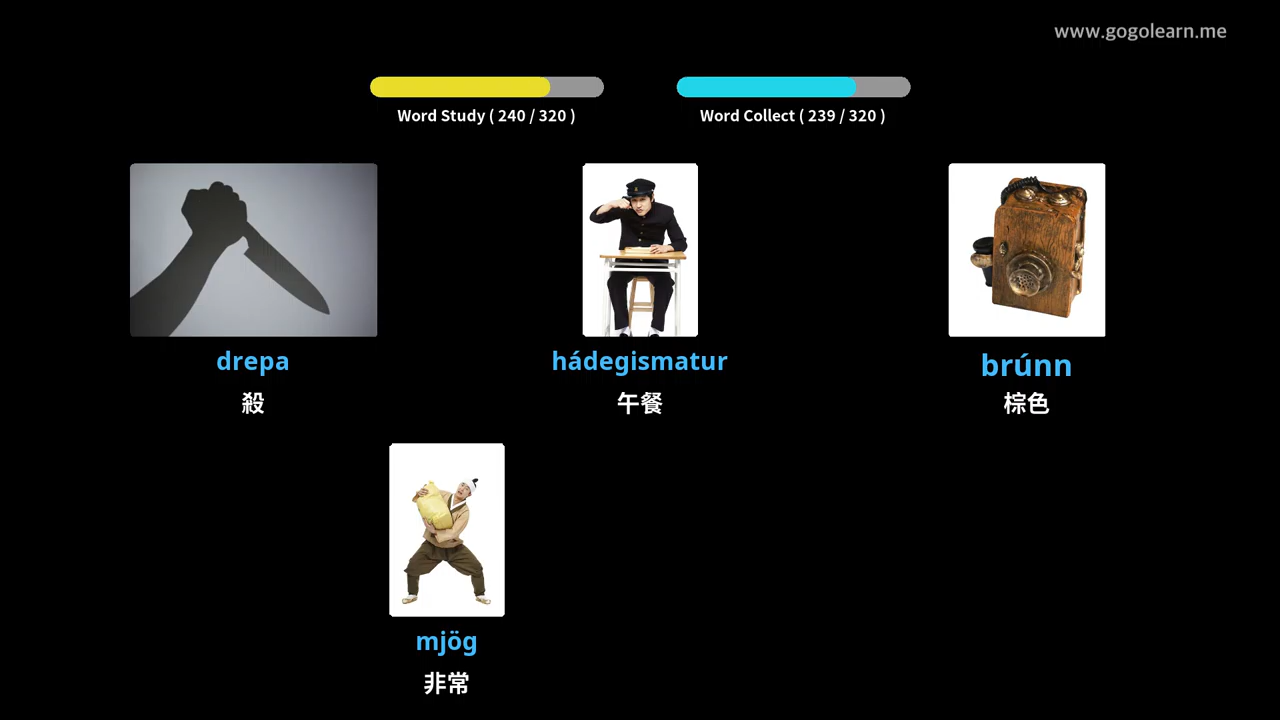 www.gogolearn.me
Word Study ( 240 / 320 )
Word Collect ( 239 / 320 )
drepa
殺
hádegismatur
午餐
brúnn
棕色
mjög
非常